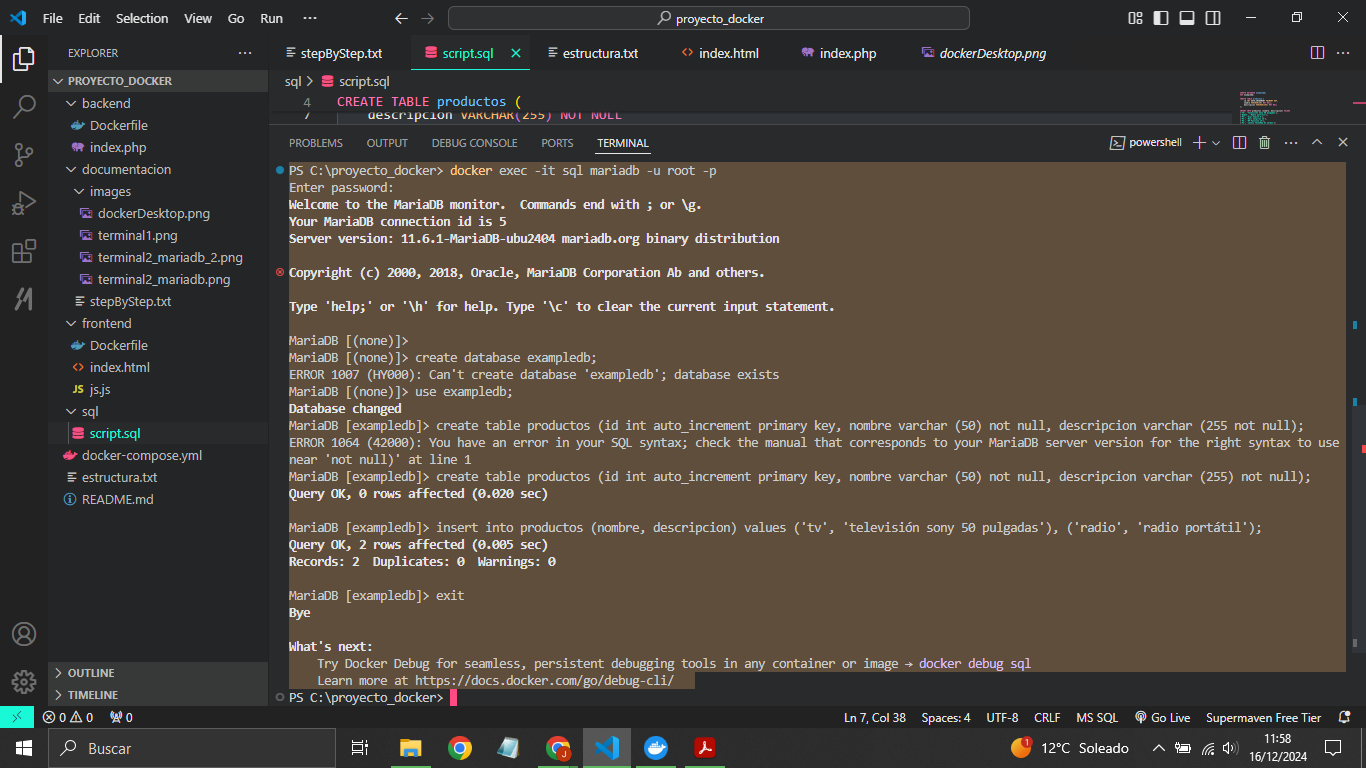 File Edit Selection View Go Run ··· proyecto_docker
EXPLORER ···
stepByStep.txt script.sql estructura.txt index.html index.php dockerDesktop.png ···
PROYECTO_DOCKER
backend
Dockerfile
index.php
documentacion
images
dockerDesktop.png
terminal1.png
terminal2_mariadb_2.png
terminal2_mariadb.png
stepByStep.txt
frontend
Dockerfile
index.html
JS js.js
sql
script.sql
docker-compose.yml
estructura.txt
README.md
OUTLINE
TIMELINE
sql > script.sql
4 CREATE TABLE productos (
7 descripcion VARCHAR(255) NOT NULL
PROBLEMS OUTPUT DEBUG CONSOLE PORTS TERMINAL powershell ···
PS C:\proyecto_docker> docker exec -it sql mariadb -u root -p
Enter password:
Welcome to the MariaDB monitor.  Commands end with ; or \g.
Your MariaDB connection id is 5
Server version: 11.6.1-MariaDB-ubu2404 mariadb.org binary distribution
Copyright (c) 2000, 2018, Oracle, MariaDB Corporation Ab and others.
Type 'help;' or '\h' for help. Type '\c' to clear the current input statement.
MariaDB [(none)]>
MariaDB [(none)]> create database exampledb;
ERROR 1007 (HY000): Can't create database 'exampledb'; database exists
MariaDB [(none)]> use exampledb;
Database changed
MariaDB [exampledb]> create table productos (id int auto_increment primary key, nombre varchar (50) not null, descripcion varchar (255 not null);
ERROR 1064 (42000): You have an error in your SQL syntax; check the manual that corresponds to your MariaDB server version for the right syntax to use
near 'not null)' at line 1
MariaDB [exampledb]> create table productos (id int auto_increment primary key, nombre varchar (50) not null, descripcion varchar (255) not null);
Query OK, 0 rows affected (0.020 sec)
MariaDB [exampledb]> insert into productos (nombre, descripcion) values ('tv', 'televisión sony 50 pulgadas'), ('radio', 'radio portátil');
Query OK, 2 rows affected (0.005 sec)
Records: 2  Duplicates: 0  Warnings: 0
MariaDB [exampledb]> exit
Bye
What's next:
Try Docker Debug for seamless, persistent debugging tools in any container or image → docker debug sql
Learn more at https://docs.docker.com/go/debug-cli/
PS C:\proyecto_docker>
0 0 0 Ln 7, Col 38 Spaces: 4 UTF-8 CRLF MS SQL Go Live Supermaven Free Tier
Buscar J 1 12°C Soleado 11:58
16/12/2024